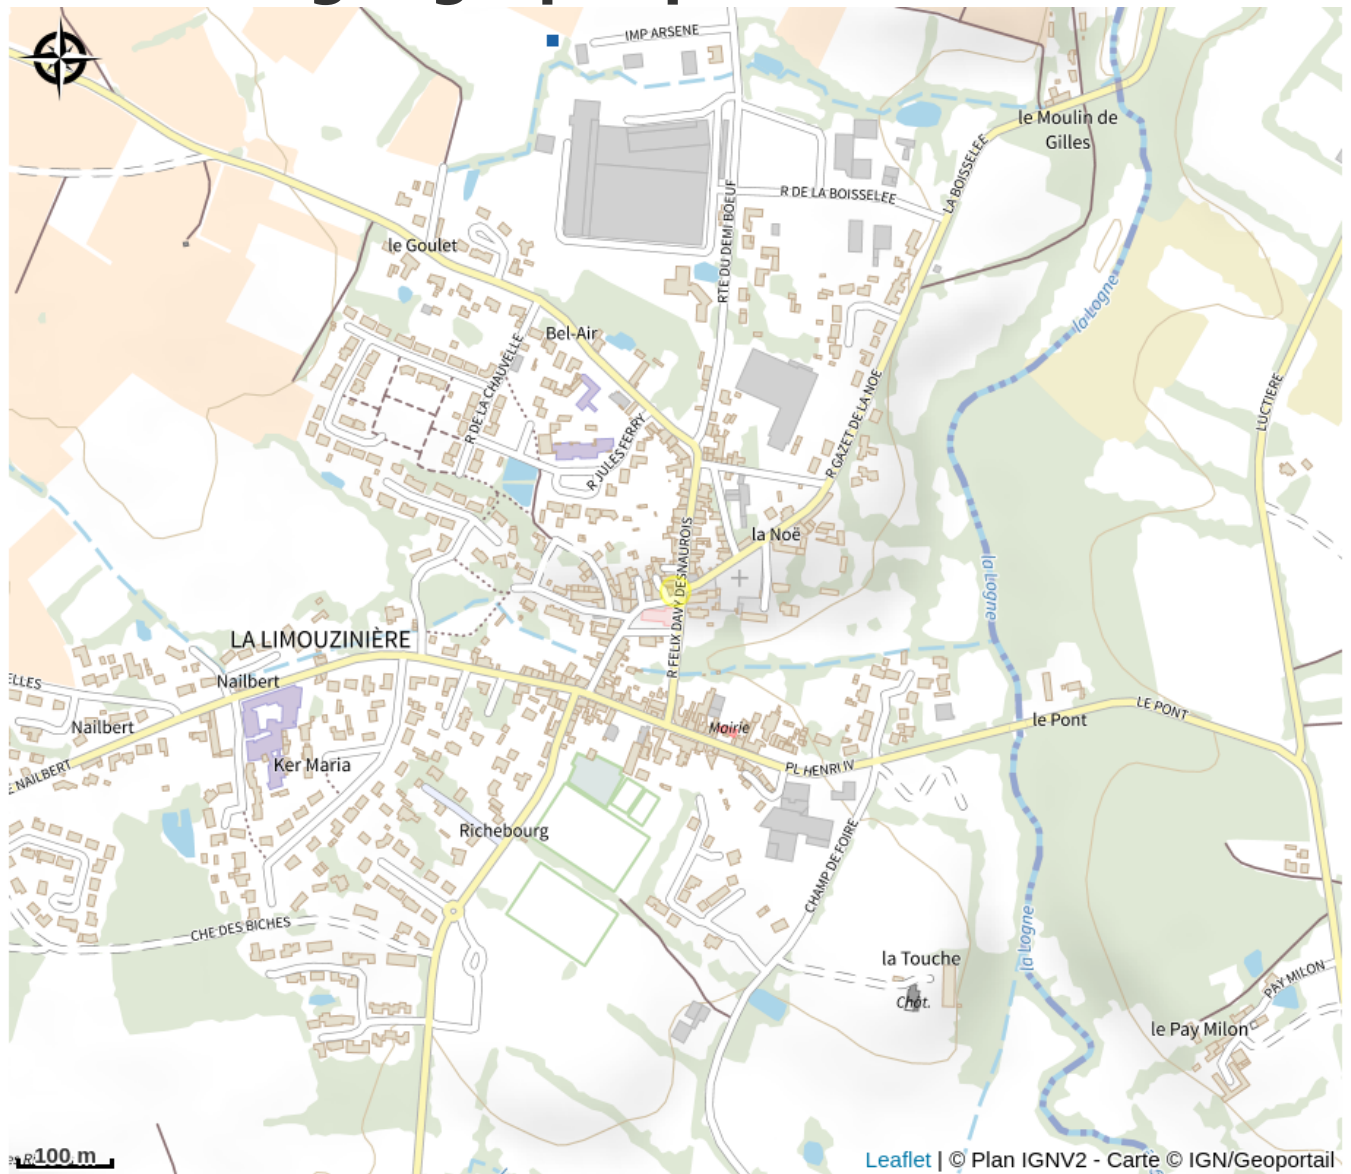 IMP ARSENE
le Moulin de
Gilles
LA BOISSELEE
R DE LA BOISSELEE
RTE DU DEMI BOEUF
le Goulet
la Logne
Bel-Air
R DE LA CHAUVELLE
LUCTIERE
R GAZET DE LA NOE
R JULES FERRY
la Noë
R FELIX DAVY DESNAUROIS
la Logne
LA LIMOUZINIÈRE
Nailbert
ELLES
Nailbert
LE PONT
le Pont
Mairie
Ker Maria
PL HENRI IV
E NAILBERT
Richebourg
CHAMP DE FOIRE
CHE DES BICHES
la Logne
la Touche
Chât.
PAY MILON
le Pay Milon
100 m
Leaflet | © Plan IGNV2 - Carte © IGN/Geoportail